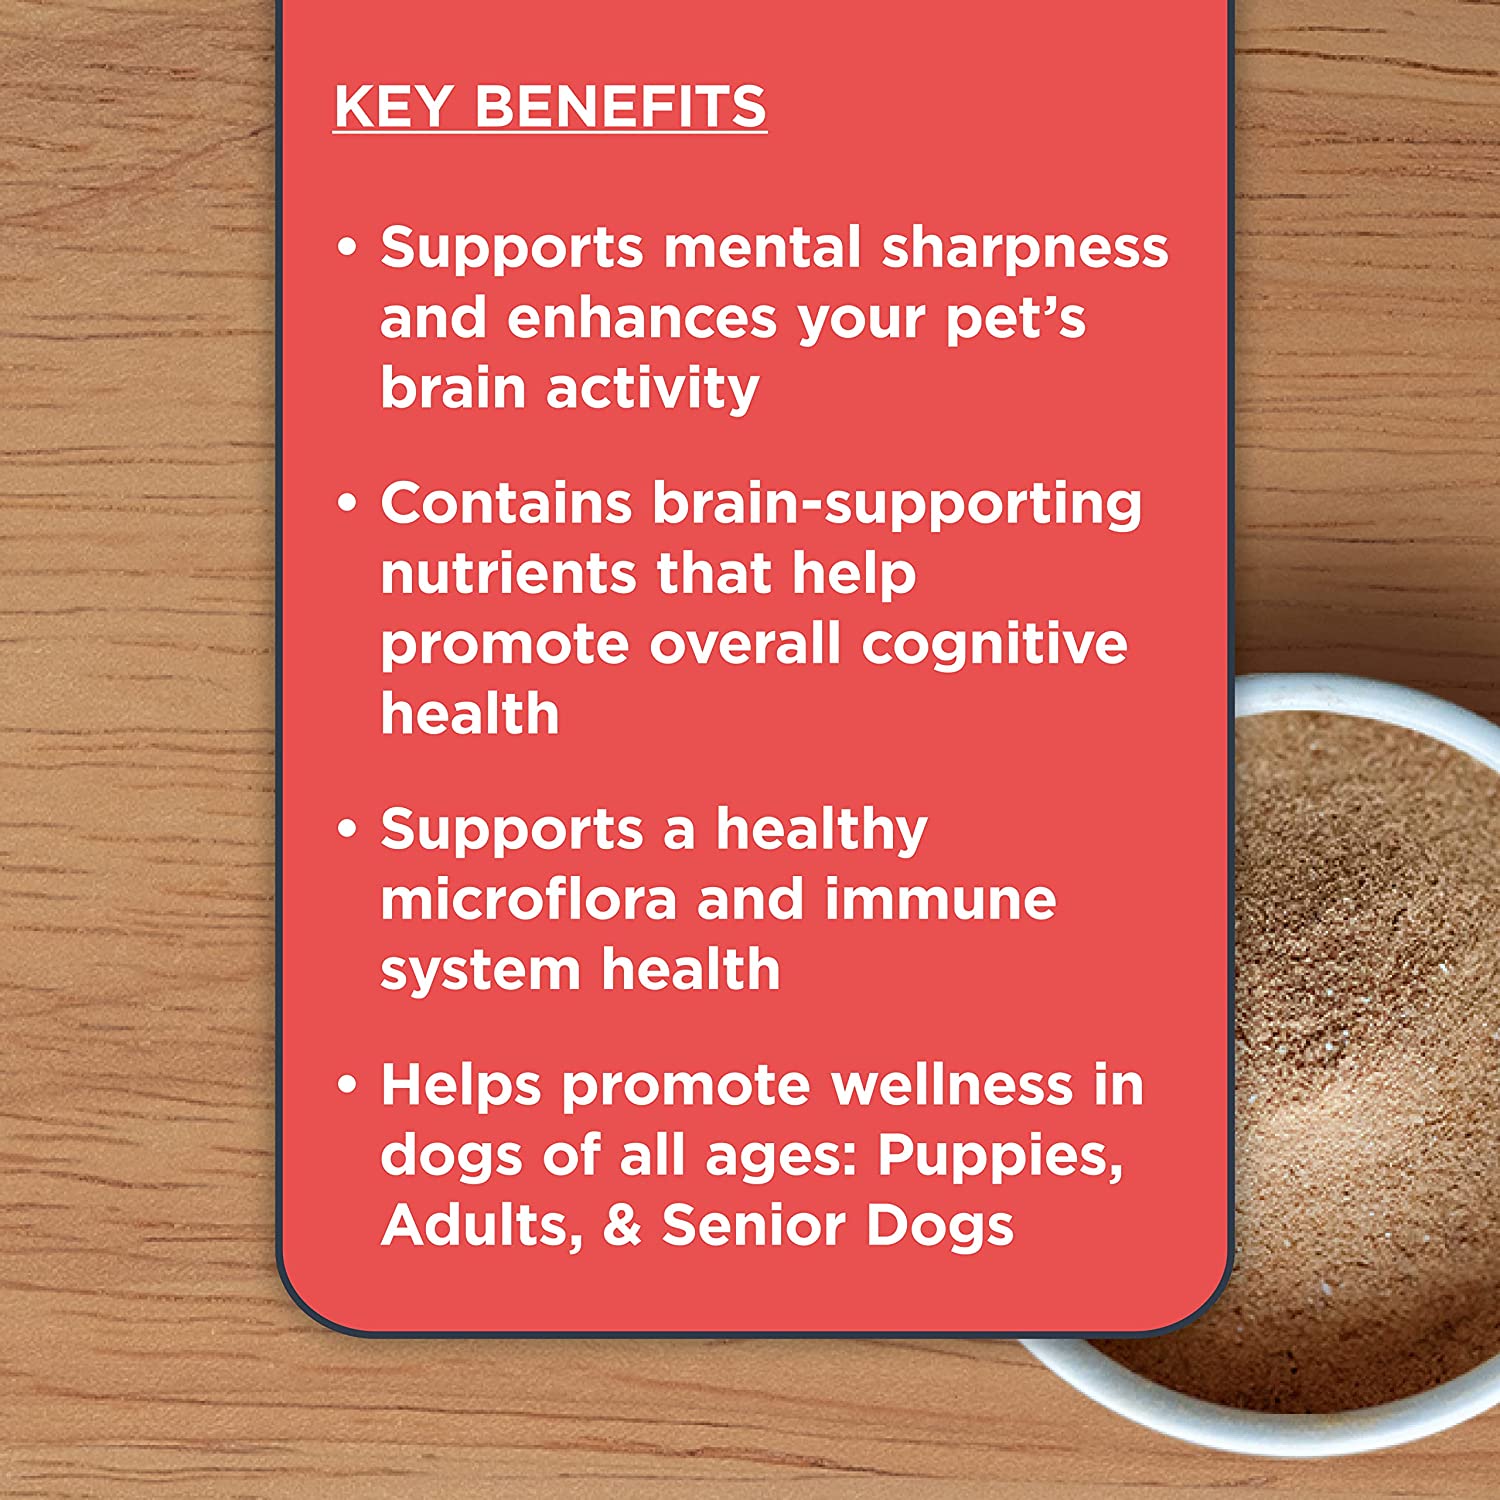 KEY BENEFITS
• Supports mental sharpness
and enhances your pet’s
brain activity
• Contains brain-supporting
nutrients that help
promote overall cognitive
health
• Supports a healthy
microflora and immune
system health
• Helps promote wellness in
dogs of all ages: Puppies,
Adults, & Senior Dogs